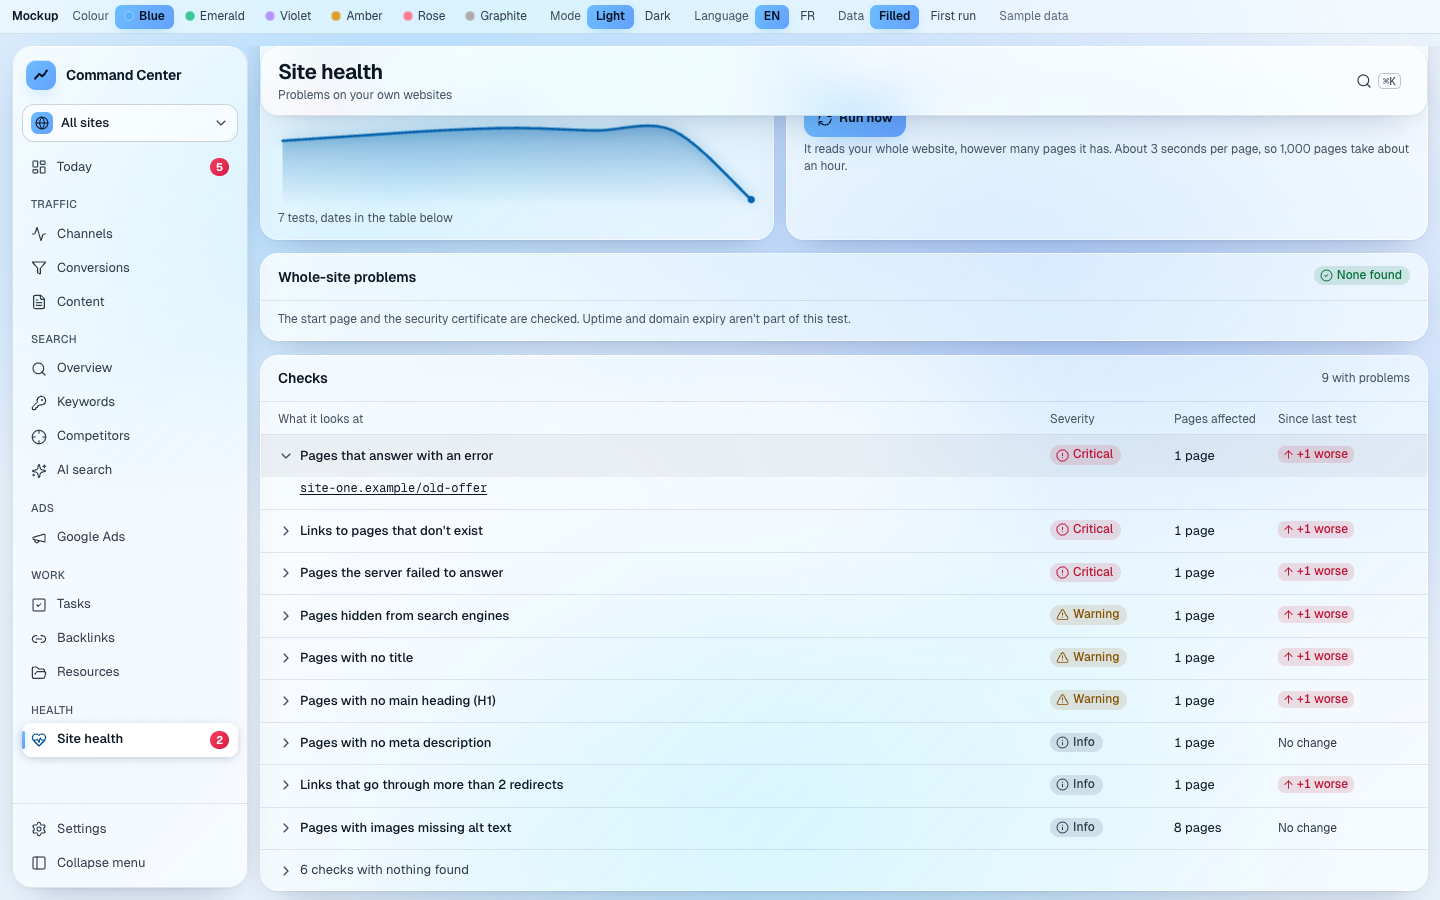 Mockup Colour Blue Emerald Violet Amber Rose Graphite Mode Light Dark Language EN FR Data Filled First run Sample data
Command Center
All sites
Today 5
TRAFFIC
Channels
Conversions
Content
SEARCH
Overview
Keywords
Competitors
AI search
ADS
Google Ads
WORK
Tasks
Backlinks
Resources
HEALTH
Site health 2
Settings
Collapse menu
Site health
Problems on your own websites
⌘K
7 tests, dates in the table below
Run now
It reads your whole website, however many pages it has. About 3 seconds per page, so 1,000 pages take about
an hour.
Whole-site problems None found
The start page and the security certificate are checked. Uptime and domain expiry aren't part of this test.
Checks 9 with problems
What it looks at Severity Pages affected Since last test
Pages that answer with an error Critical 1 page +1 worse
site-one.example/old-offer
Links to pages that don't exist Critical 1 page +1 worse
Pages the server failed to answer Critical 1 page +1 worse
Pages hidden from search engines Warning 1 page +1 worse
Pages with no title Warning 1 page +1 worse
Pages with no main heading (H1) Warning 1 page +1 worse
Pages with no meta description Info 1 page No change
Links that go through more than 2 redirects Info 1 page +1 worse
Pages with images missing alt text Info 8 pages No change
6 checks with nothing found